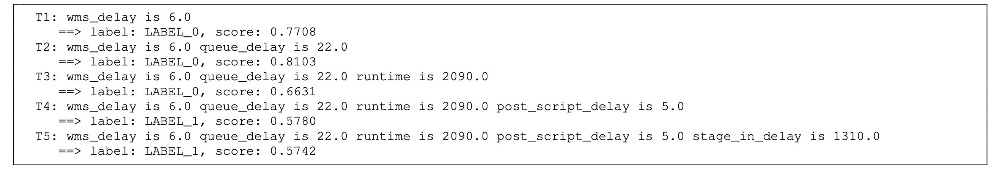 T1: wms_delay is 6.0
==> label: LABEL_0, score: 0.7708
T2: wms_delay is 6.0 queue_delay is 22.0
==> label: LABEL_0, score: 0.8103
T3: wms_delay is 6.0 queue_delay is 22.0 runtime is 2090.0
==> label: LABEL_0, score: 0.6631
T4: wms_delay is 6.0 queue_delay is 22.0 runtime is 2090.0 post_script_delay is 5.0
==> label: LABEL_1, score: 0.5780
T5: wms_delay is 6.0 queue_delay is 22.0 runtime is 2090.0 post_script_delay is 5.0 stage_in_delay is 1310.0
==> label: LABEL_1, score: 0.5742